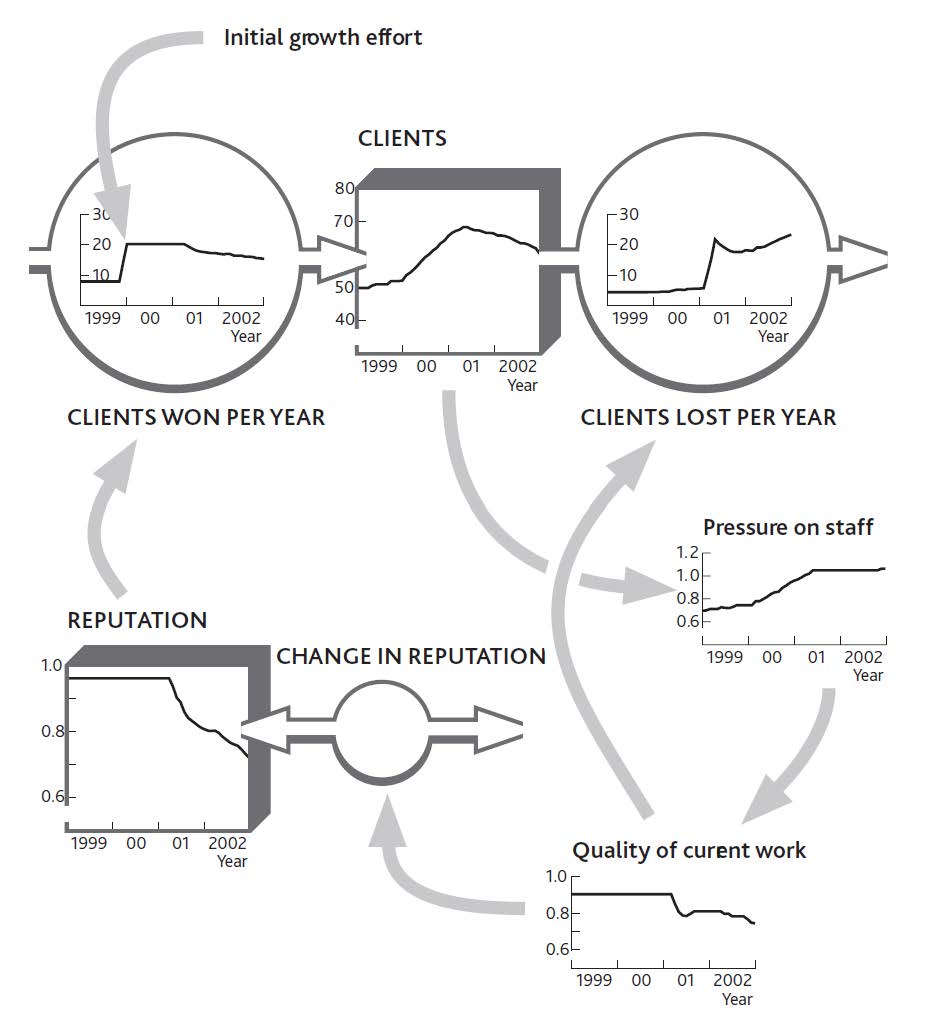 Initial growth effort
CLIENTS
30
20
10
1999 00 01 2002
Year
CLIENTS WON PER YEAR
80
70
50
40
1999 00 01 2002
Year
30
20
10
1999 00 01 2002
Year
CLIENTS LOST PER YEAR
Pressure on staff
1.2
1.0
0.8
0.6
1999 00 01 2002
Year
REPUTATION
1.0
0.8
0.6
1999 00 01 2002
Year
CHANGE IN REPUTATION
Quality of current work
1.0
0.8
0.6
1999 00 01 2002
Year